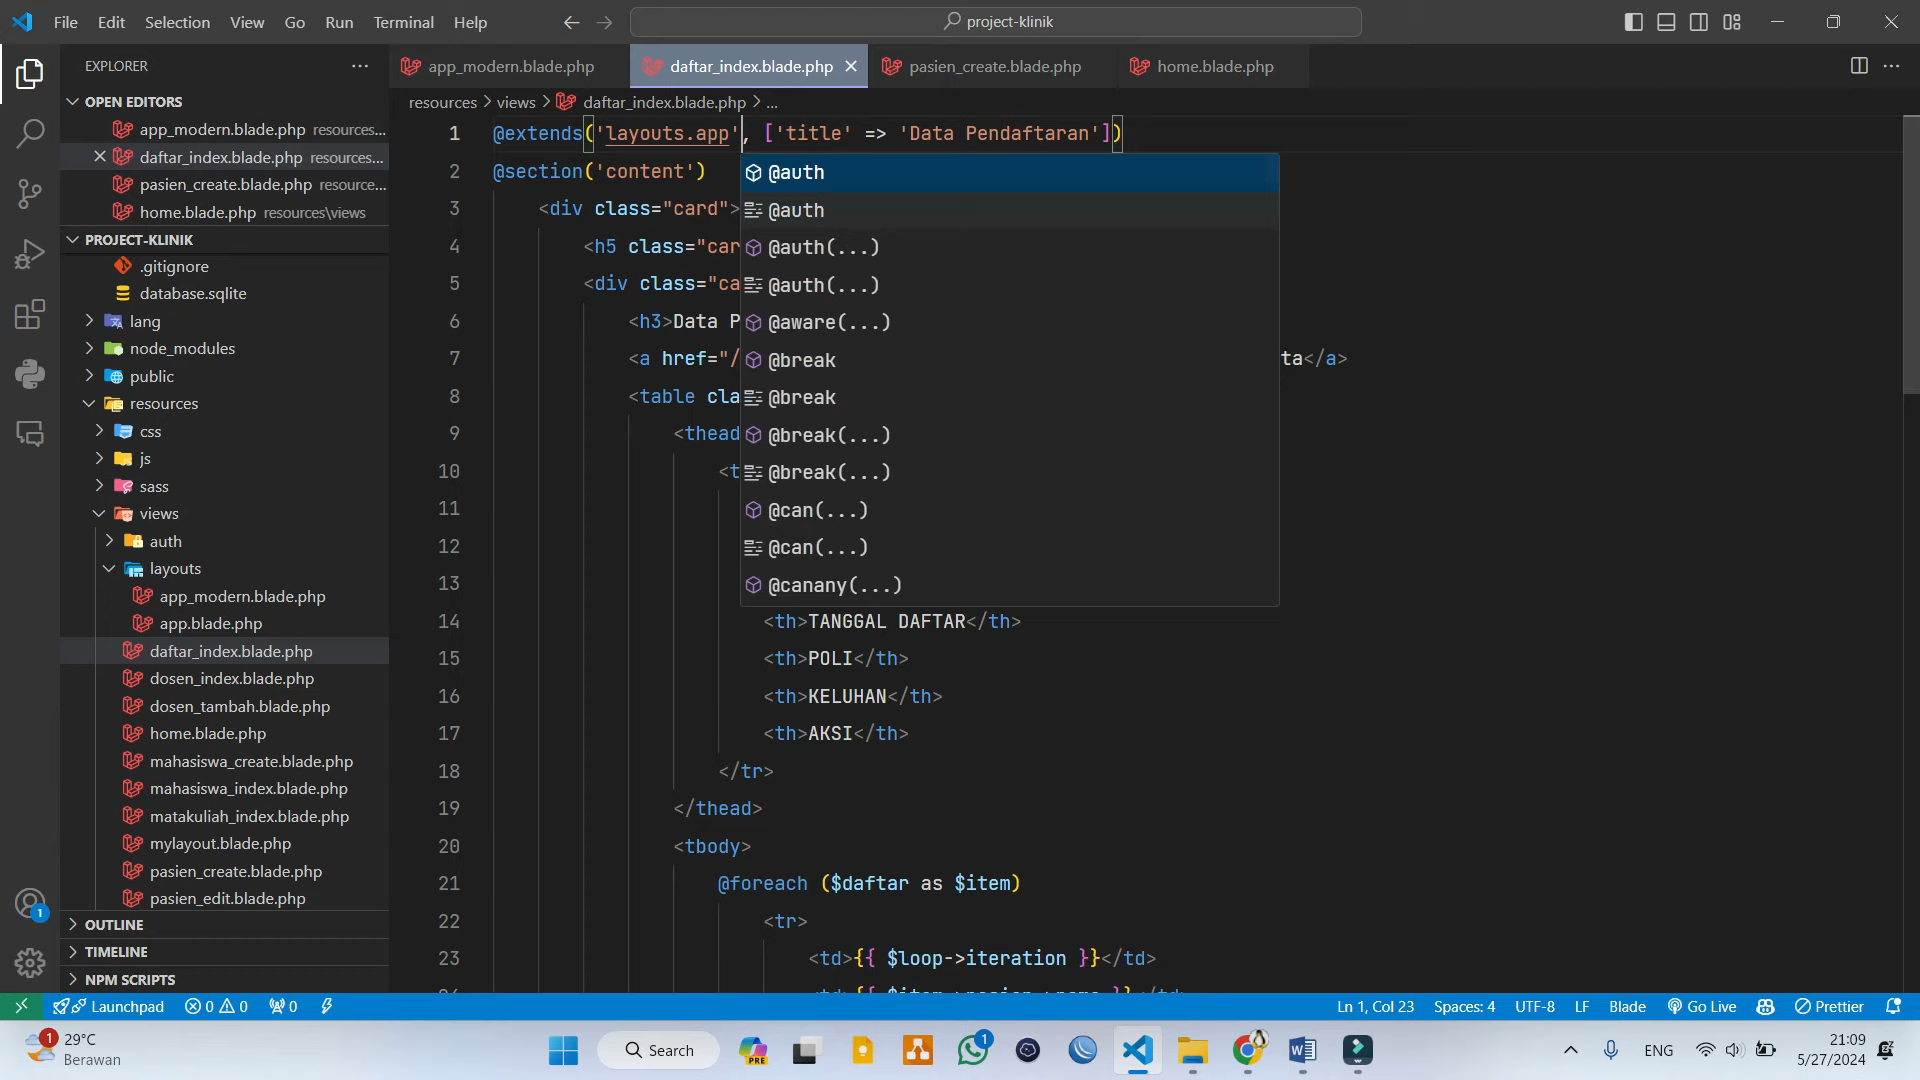 File Edit Selection View Go Run Terminal Help
project-klinik
EXPLORER
OPEN EDITORS
app_modern.blade.php resources...
daftar_index.blade.php resources...
pasien_create.blade.php resource...
home.blade.php resources\views
PROJECT-KLINIK
.gitignore
database.sqlite
lang
node_modules
public
resources
css
js
sass
views
auth
layouts
app_modern.blade.php
app.blade.php
daftar_index.blade.php
dosen_index.blade.php
dosen_tambah.blade.php
home.blade.php
mahasiswa_create.blade.php
mahasiswa_index.blade.php
matakuliah_index.blade.php
mylayout.blade.php
pasien_create.blade.php
pasien_edit.blade.php
OUTLINE
TIMELINE
NPM SCRIPTS
1
app_modern.blade.php daftar_index.blade.php pasien_create.blade.php home.blade.php
resources > views > daftar_index.blade.php > ...
1 @extends('layouts.app', ['title' => 'Data Pendaftaran'])
2 @section('content')
3 <div class="card">
4 <h5 class="car
5 <div class="ca
6 <h3>Data P
7 <a href="/ ta</a>
8 <table cla
9 <thead
10 <t
11
12
13
14 <th>TANGGAL DAFTAR</th>
15 <th>POLI</th>
16 <th>KELUHAN</th>
17 <th>AKSI</th>
18 </tr>
19 </thead>
20 <tbody>
21 @foreach ($daftar as $item)
22 <tr>
23 <td>{{ $loop->iteration }}</td>
@auth
@auth
@auth(...)
@auth(...)
@aware(...)
@break
@break
@break(...)
@break(...)
@can(...)
@can(...)
@canany(...)
Launchpad 0 0 0 Ln 1, Col 23 Spaces: 4 UTF-8 LF Blade Go Live Prettier
1 29°C
Berawan
Search
PRE
1
ENG
21:09
5/27/2024